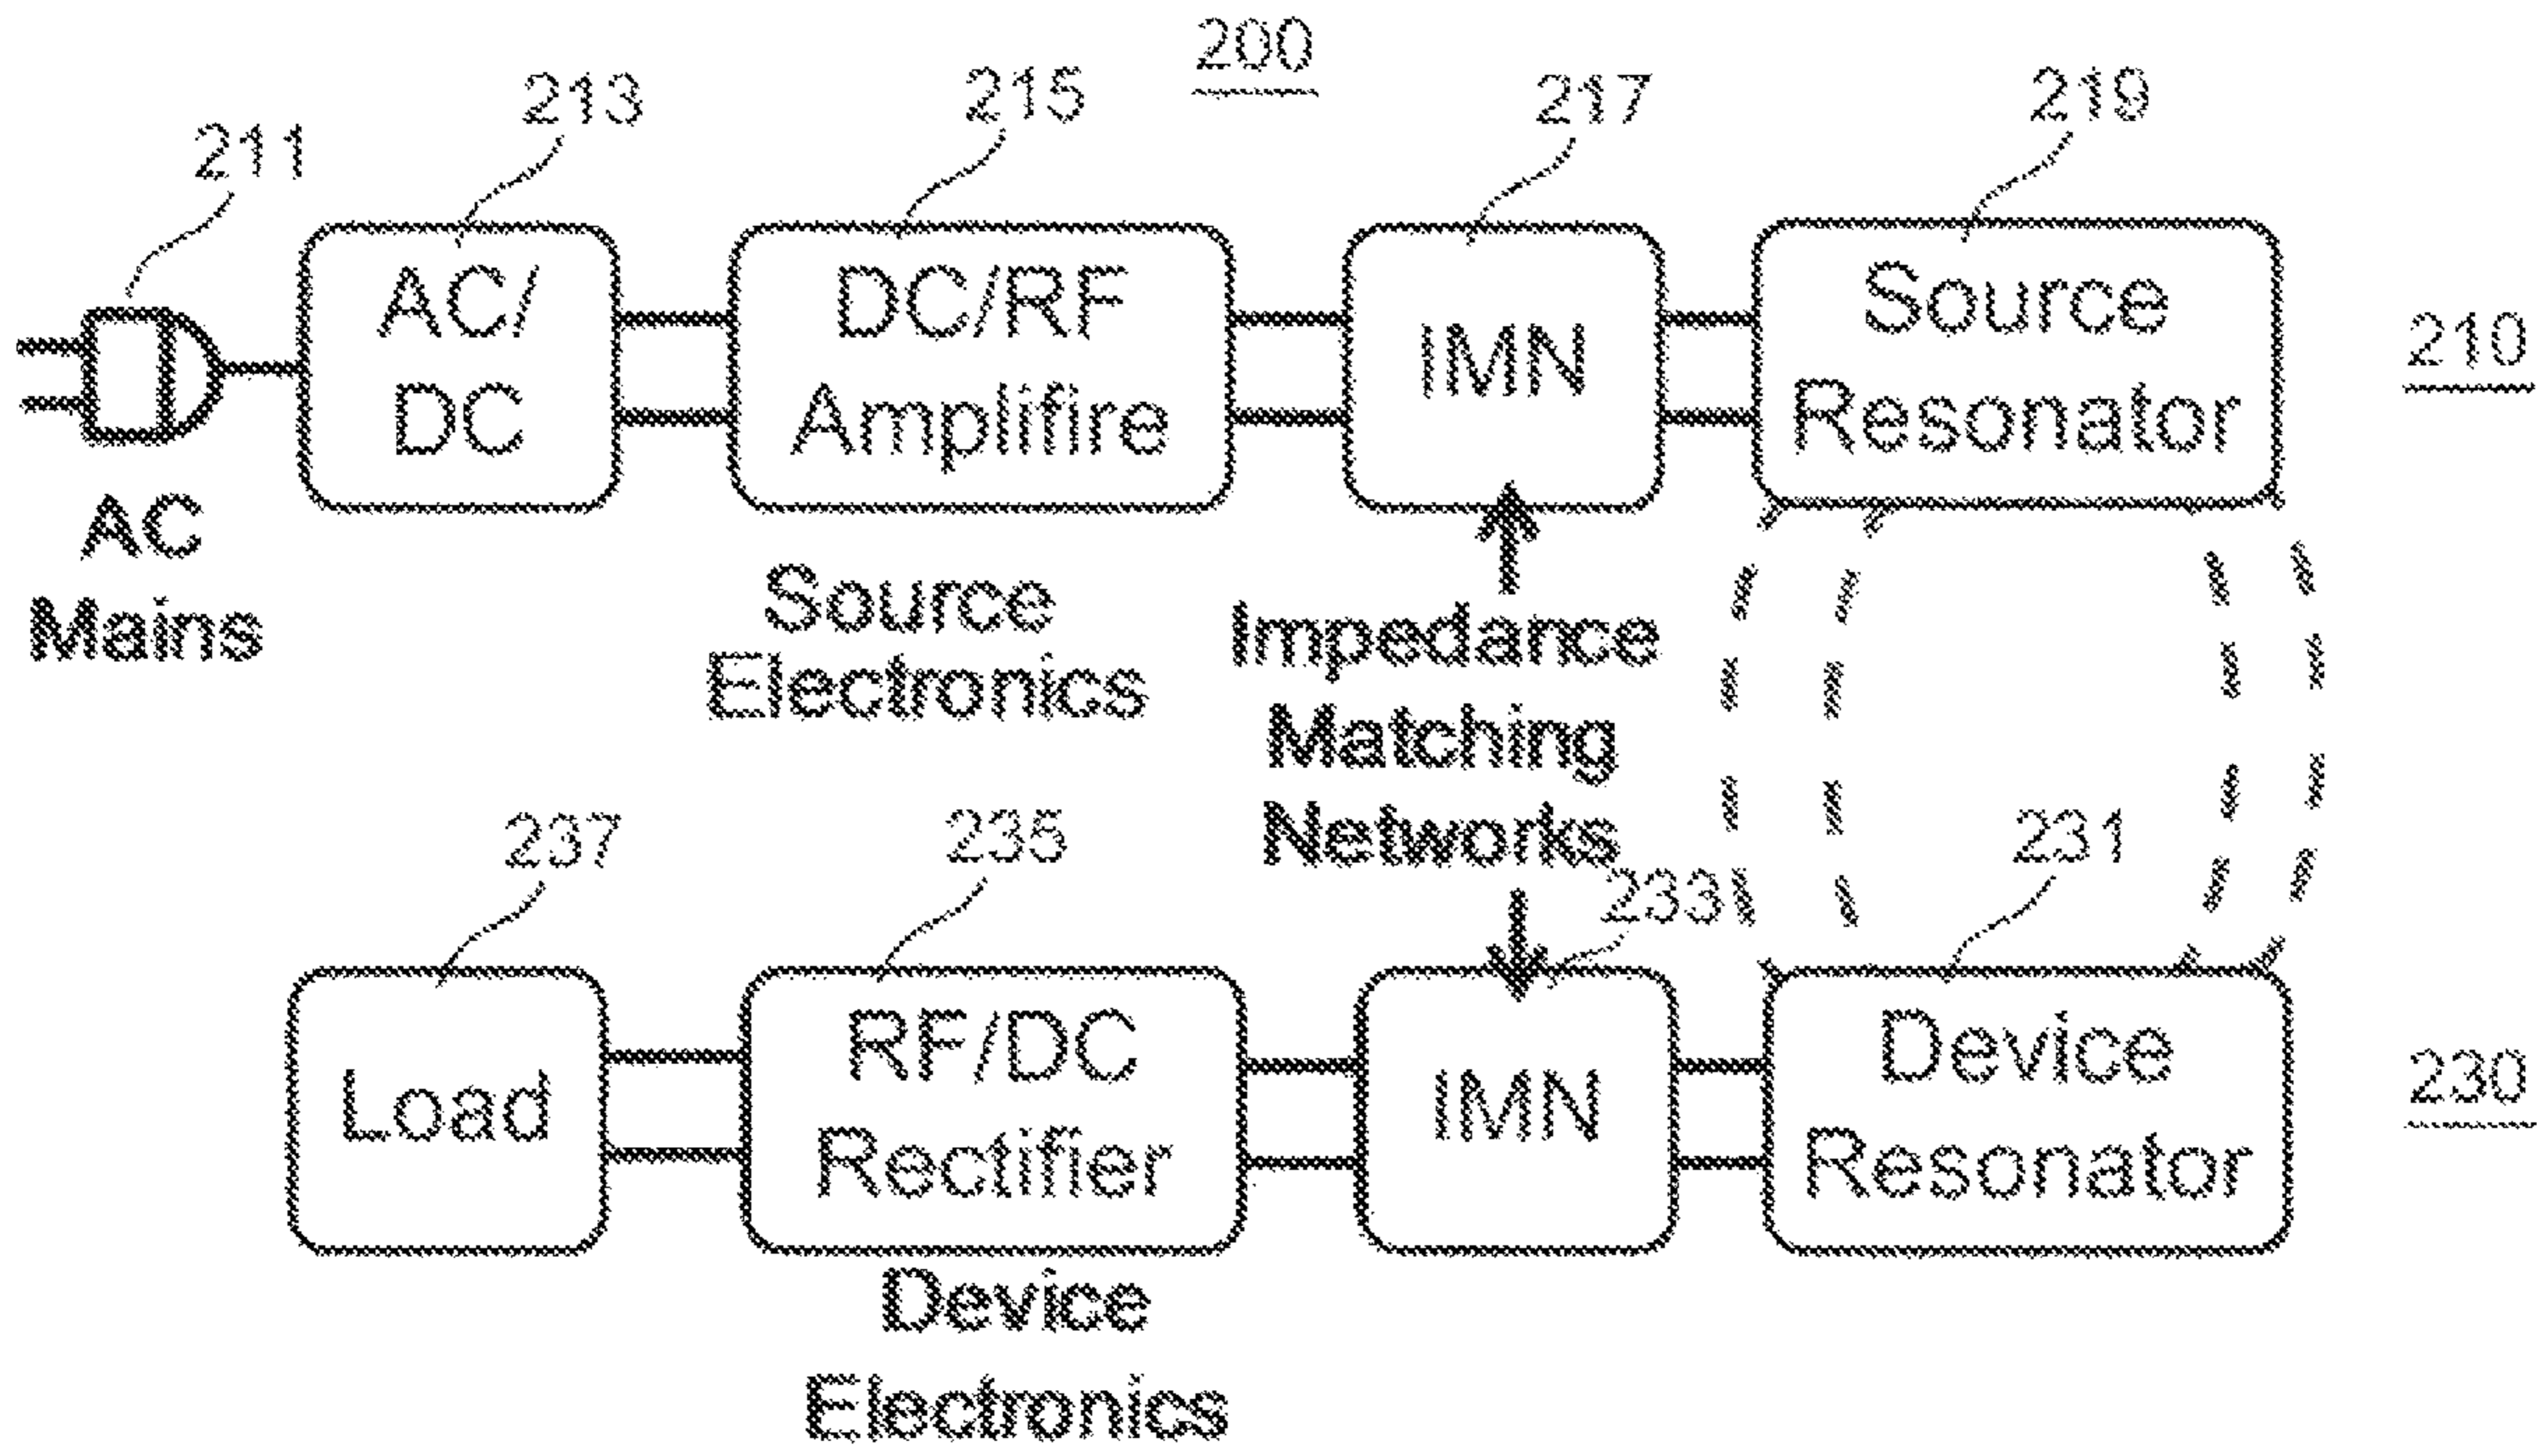 200
211
213
215
217
219
AC/
DC
DC/RF
Amplifire
IMN
Source
Resonator
210
AC
Mains
Source
Electronics
Impedance
Matching
Networks
237
235
233
231
Load
RF/DC
Rectifier
IMN
Device
Resonator
230
Device
Electronics